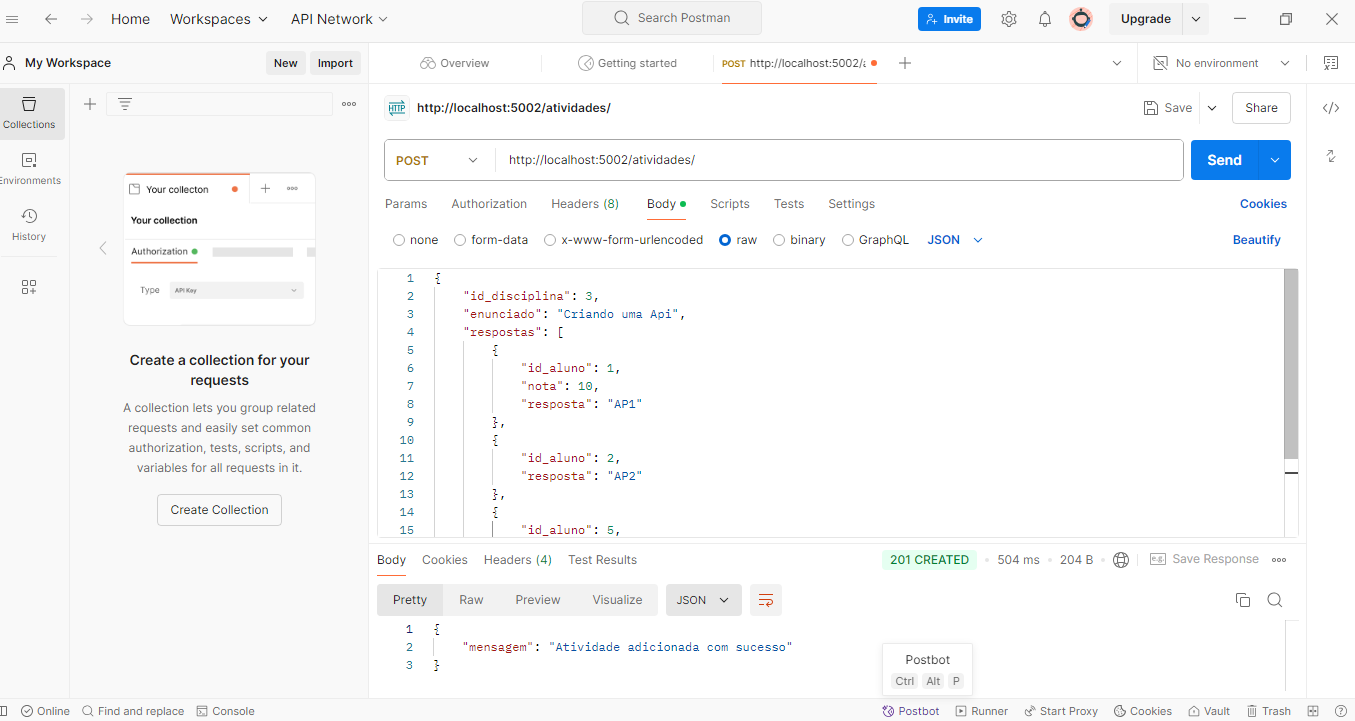 Home Workspaces API Network Search Postman Invite Upgrade
My Workspace New Import Overview Getting started POST http://localhost:5002/a No environment
Collections
Environments
History
Your collecton
Your collection
Authorization
Type API Key
Create a collection for your
requests
A collection lets you group related
requests and easily set common
authorization, tests, scripts, and
variables for all requests in it.
Create Collection
HTTP http://localhost:5002/atividades/ Save Share
POST http://localhost:5002/atividades/ Send
Params Authorization Headers (8) Body Scripts Tests Settings Cookies
none form-data x-www-form-urlencoded raw binary GraphQL JSON Beautify
1 {
2 "id_disciplina": 3,
3 "enunciado": "Criando uma Api",
4 "respostas": [
5 {
6 "id_aluno": 1,
7 "nota": 10,
8 "resposta": "AP1"
9 },
10 {
11 "id_aluno": 2,
12 "resposta": "AP2"
13 },
14 {
15 "id_aluno": 5,
Body Cookies Headers (4) Test Results 201 CREATED 504 ms 204 B e.g. Save Response
Pretty Raw Preview Visualize JSON
1 {
2 "mensagem": "Atividade adicionada com sucesso"
3 }
Postbot
Ctrl Alt P
Online Find and replace Console Postbot Runner Start Proxy Cookies Vault Trash